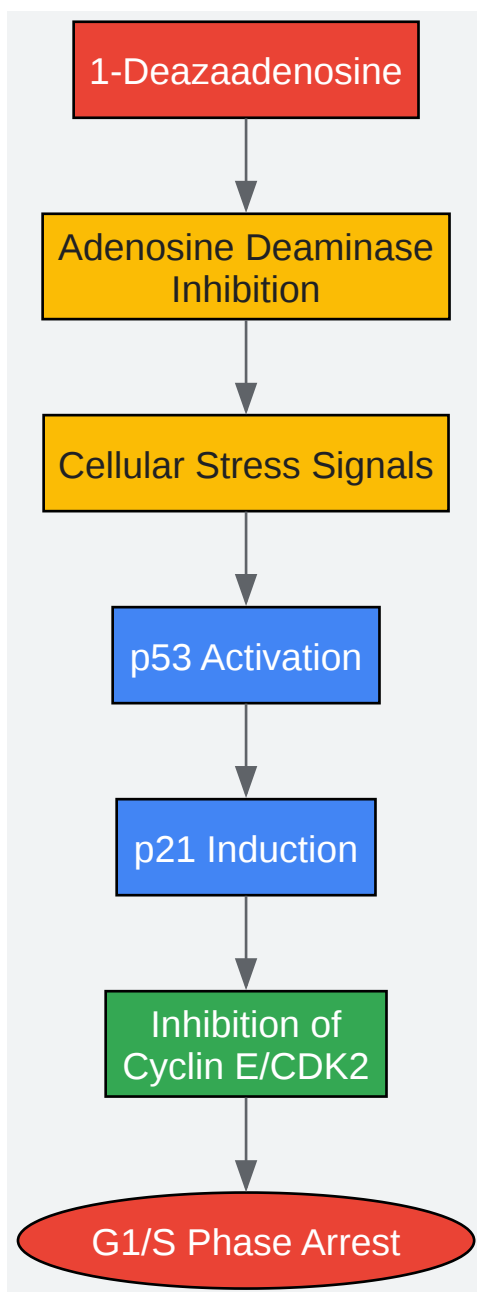 1-Deazaadenosine
Adenosine Deaminase
Inhibition
Cellular Stress Signals
p53 Activation
p21 Induction
Inhibition of
Cyclin E/CDK2
G1/S Phase Arrest